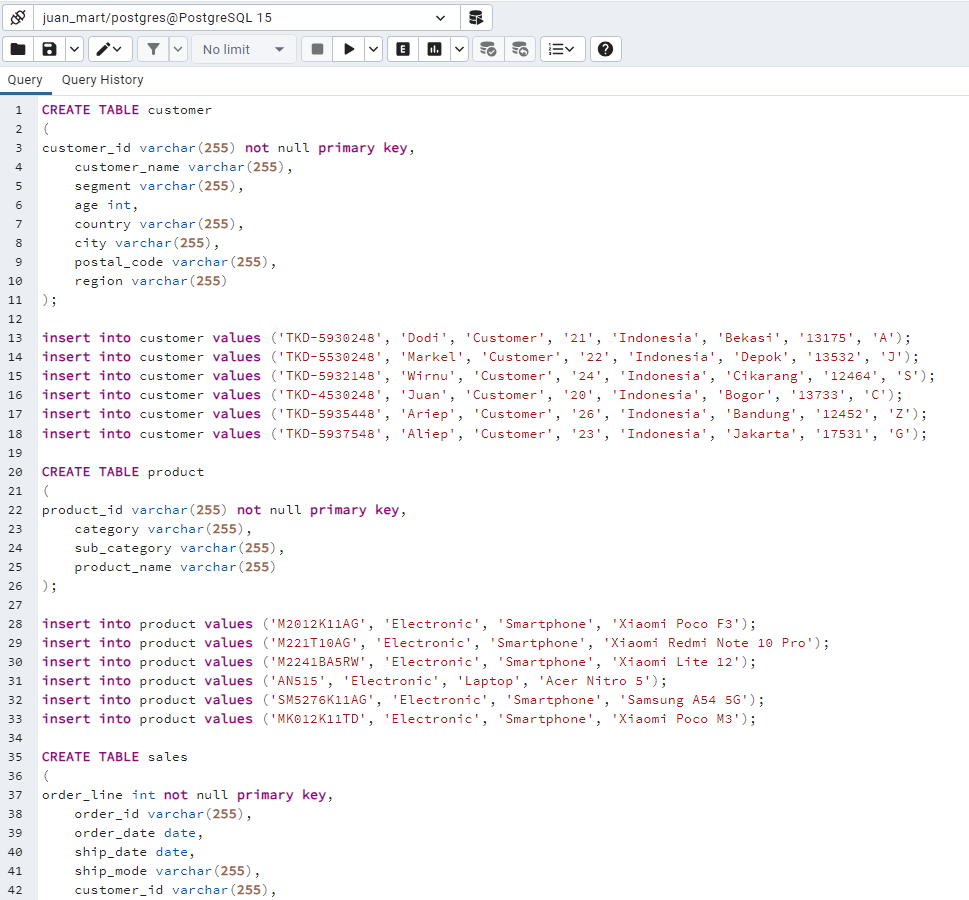 juan_mart/postgres@PostgreSQL 15
No limit
E
Query Query History
1 CREATE TABLE customer
2 (
3 customer_id varchar(255) not null primary key,
4     customer_name varchar(255),
5     segment varchar(255),
6     age int,
7     country varchar(255),
8     city varchar(255),
9     postal_code varchar(255),
10     region varchar(255)
11 );
12
13 insert into customer values ('TKD-5930248', 'Dodi', 'Customer', '21', 'Indonesia', 'Bekasi', '13175', 'A');
14 insert into customer values ('TKD-5530248', 'Markel', 'Customer', '22', 'Indonesia', 'Depok', '13532', 'J');
15 insert into customer values ('TKD-5932148', 'Wirnu', 'Customer', '24', 'Indonesia', 'Cikarang', '12464', 'S');
16 insert into customer values ('TKD-4530248', 'Juan', 'Customer', '20', 'Indonesia', 'Bogor', '13733', 'C');
17 insert into customer values ('TKD-5935448', 'Ariep', 'Customer', '26', 'Indonesia', 'Bandung', '12452', 'Z');
18 insert into customer values ('TKD-5937548', 'Aliep', 'Customer', '23', 'Indonesia', 'Jakarta', '17531', 'G');
19
20 CREATE TABLE product
21 (
22 product_id varchar(255) not null primary key,
23     category varchar(255),
24     sub_category varchar(255),
25     product_name varchar(255)
26 );
27
28 insert into product values ('M2012K11AG', 'Electronic', 'Smartphone', 'Xiaomi Poco F3');
29 insert into product values ('M221T10AG', 'Electronic', 'Smartphone', 'Xiaomi Redmi Note 10 Pro');
30 insert into product values ('M2241BA5RW', 'Electronic', 'Smartphone', 'Xiaomi Lite 12');
31 insert into product values ('AN515', 'Electronic', 'Laptop', 'Acer Nitro 5');
32 insert into product values ('SM5276K11AG', 'Electronic', 'Smartphone', 'Samsung A54 5G');
33 insert into product values ('MK012K11TD', 'Electronic', 'Smartphone', 'Xiaomi Poco M3');
34
35 CREATE TABLE sales
36 (
37 order_line int not null primary key,
38     order_id varchar(255),
39     order_date date,
40     ship_date date,
41     ship_mode varchar(255),
42     customer_id varchar(255),